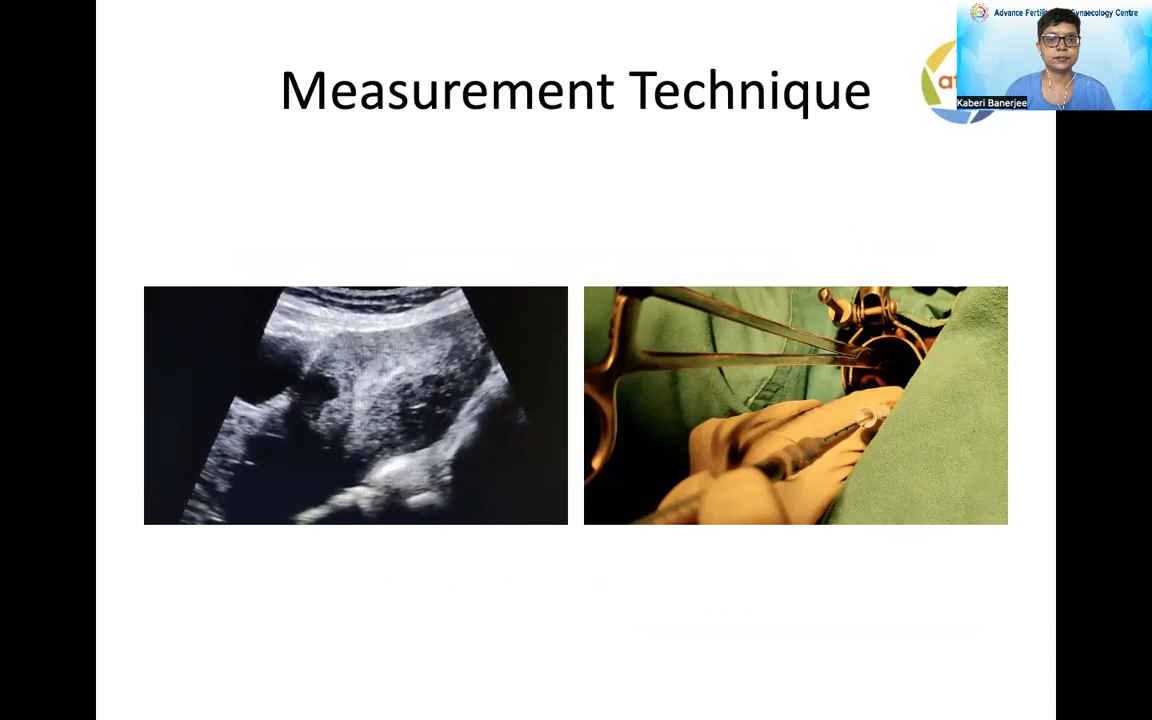 Measurement Technique
Advance Fertility Gynaecology Centre
Kaberi Banerjee